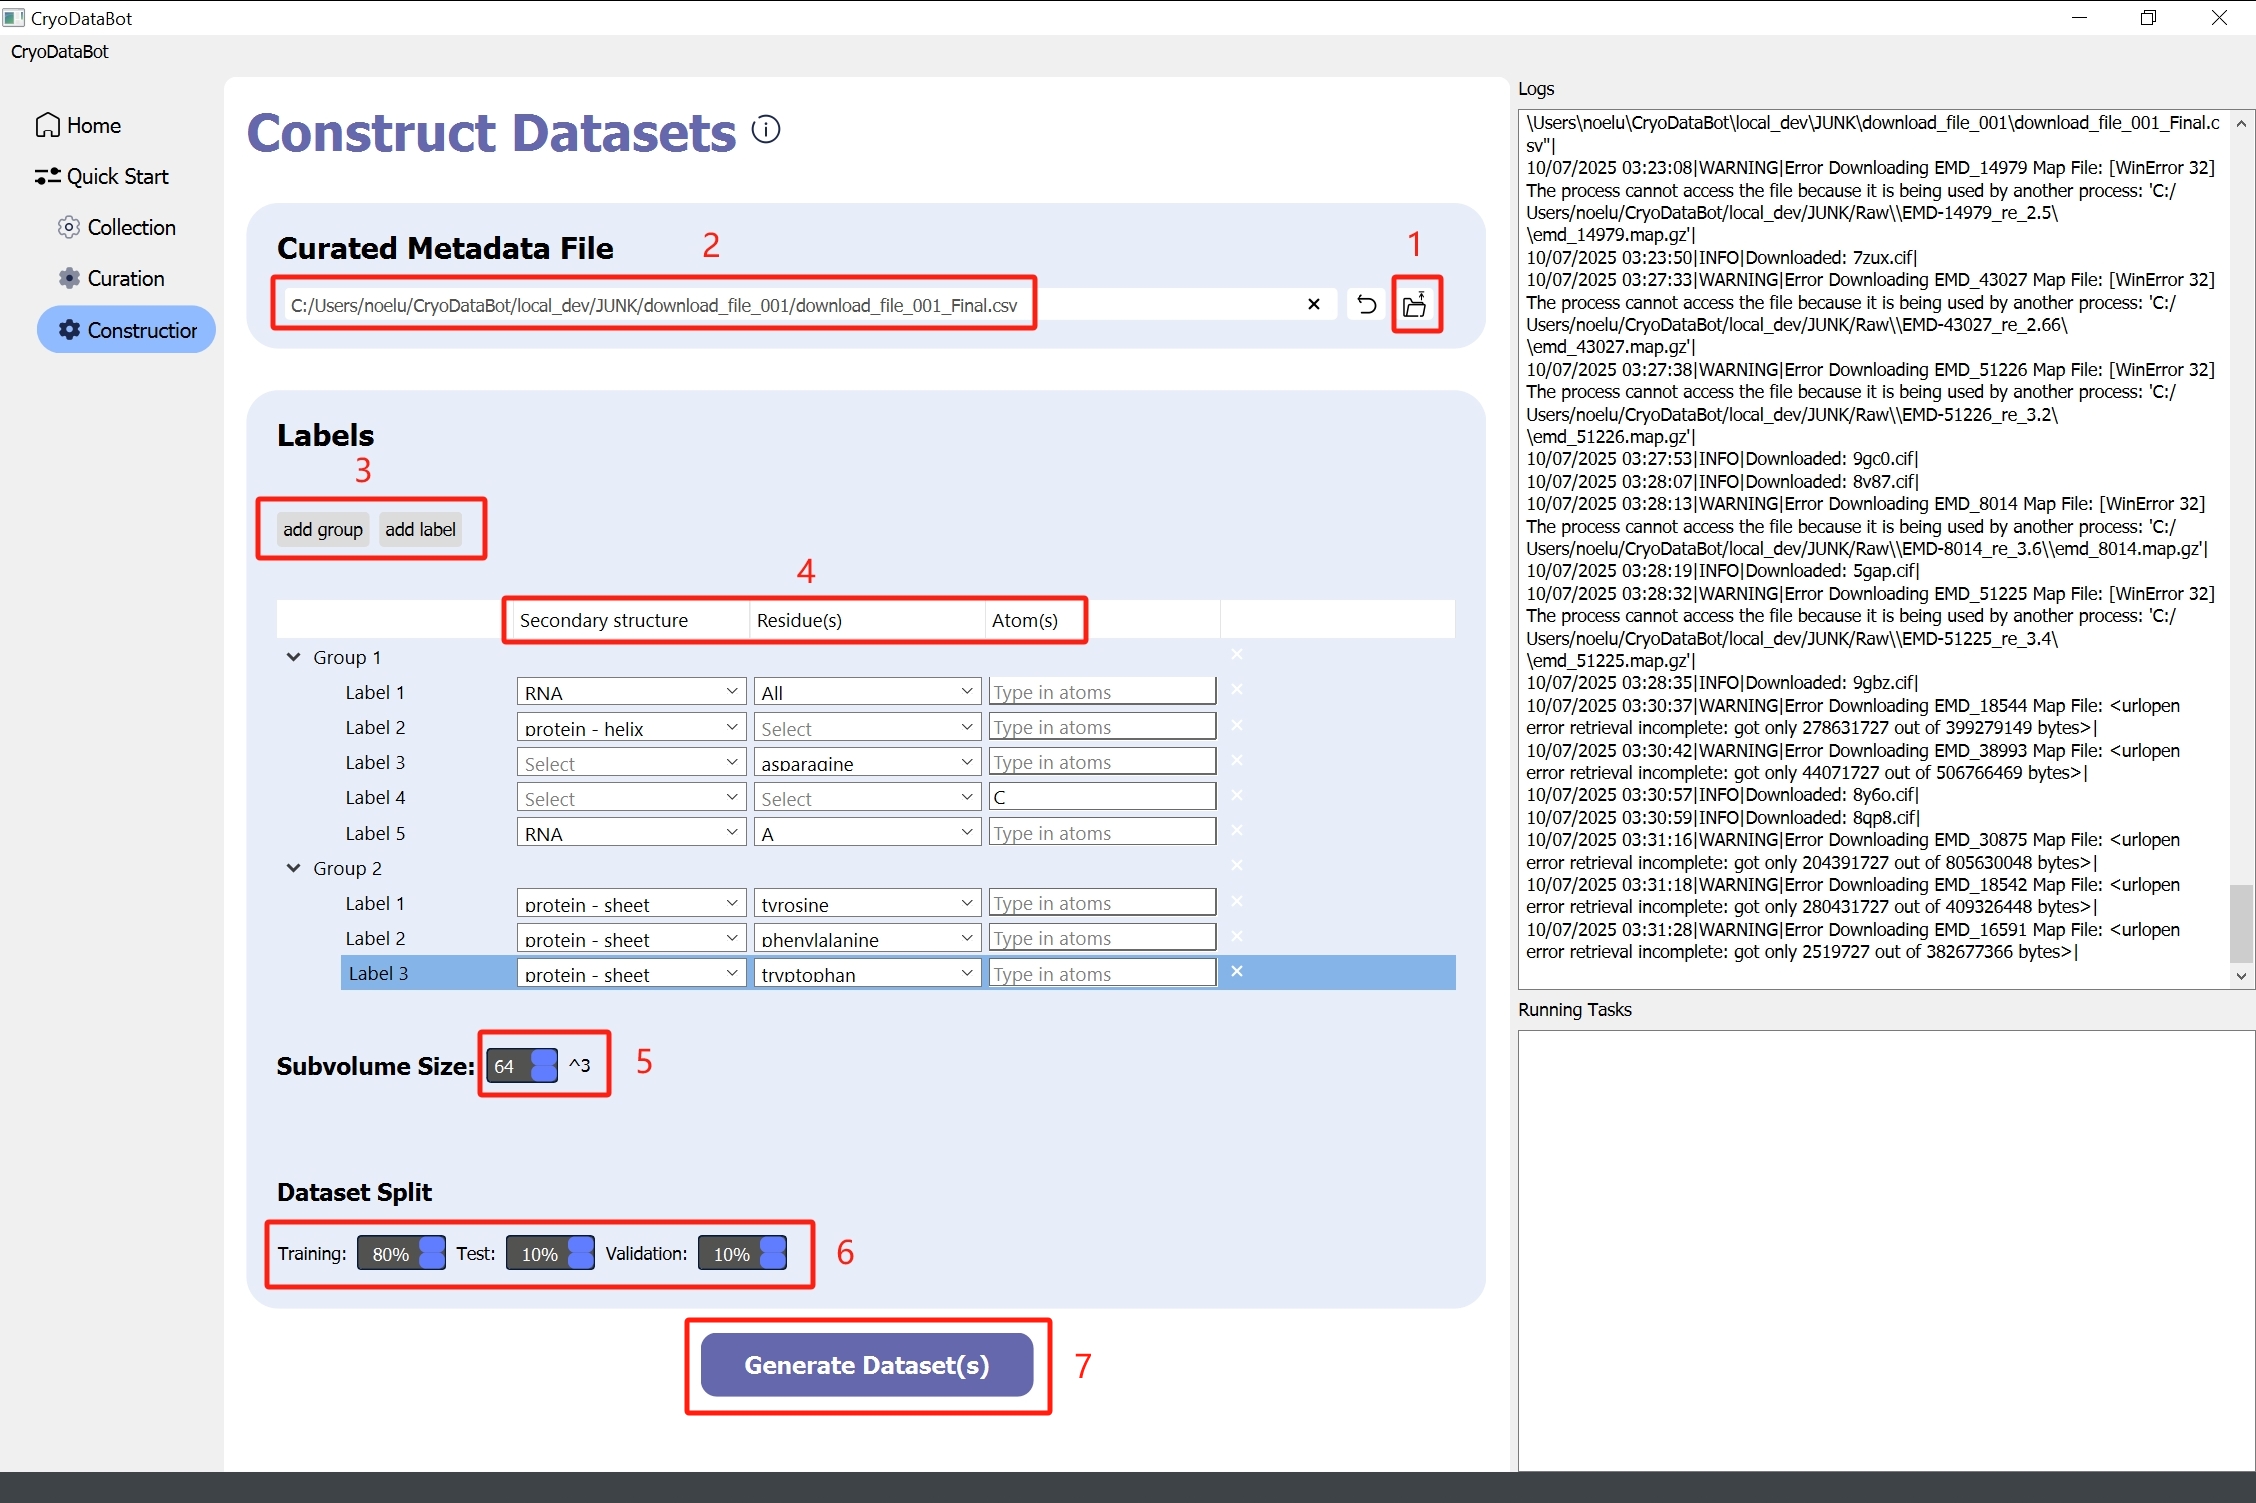 CryoDataBot
CryoDataBot
Home
Quick Start
Collection
Curation
Construction
Construct Datasets
Curated Metadata File
2
1
C:/Users/noelu/CryoDataBot/local_dev/JUNK/download_file_001/download_file_001_Final.csv
Labels
3
add group add label
4
Secondary structure Residue(s) Atom(s)
Group 1
Label 1 RNA All Type in atoms
Label 2 protein - helix Select Type in atoms
Label 3 Select asparagine Type in atoms
Label 4 Select Select C
Label 5 RNA A Type in atoms
Group 2
Label 1 protein - sheet tyrosine Type in atoms
Label 2 protein - sheet phenylalanine Type in atoms
Label 3 protein - sheet tryptophan Type in atoms
Subvolume Size: 64 ^3 5
Dataset Split
Training: 80% Test: 10% Validation: 10% 6
Generate Dataset(s) 7
Logs
\Users\noelu\CryoDataBot\local_dev\JUNK\download_file_001\download_file_001_Final.c
sv"|
10/07/2025 03:23:08|WARNING|Error Downloading EMD_14979 Map File: [WinError 32]
The process cannot access the file because it is being used by another process: 'C:/
Users/noelu/CryoDataBot/local_dev/JUNK/Raw\\EMD-14979_re_2.5\
\emd_14979.map.gz'|
10/07/2025 03:23:50|INFO|Downloaded: 7zux.cif|
10/07/2025 03:27:33|WARNING|Error Downloading EMD_43027 Map File: [WinError 32]
The process cannot access the file because it is being used by another process: 'C:/
Users/noelu/CryoDataBot/local_dev/JUNK/Raw\\EMD-43027_re_2.66\
\emd_43027.map.gz'|
10/07/2025 03:27:38|WARNING|Error Downloading EMD_51226 Map File: [WinError 32]
The process cannot access the file because it is being used by another process: 'C:/
Users/noelu/CryoDataBot/local_dev/JUNK/Raw\\EMD-51226_re_3.2\
\emd_51226.map.gz'|
10/07/2025 03:27:53|INFO|Downloaded: 9gc0.cif|
10/07/2025 03:28:07|INFO|Downloaded: 8v87.cif|
10/07/2025 03:28:13|WARNING|Error Downloading EMD_8014 Map File: [WinError 32]
The process cannot access the file because it is being used by another process: 'C:/
Users/noelu/CryoDataBot/local_dev/JUNK/Raw\\EMD-8014_re_3.6\\emd_8014.map.gz'|
10/07/2025 03:28:19|INFO|Downloaded: 5gap.cif|
10/07/2025 03:28:32|WARNING|Error Downloading EMD_51225 Map File: [WinError 32]
The process cannot access the file because it is being used by another process: 'C:/
Users/noelu/CryoDataBot/local_dev/JUNK/Raw\\EMD-51225_re_3.4\
\emd_51225.map.gz'|
10/07/2025 03:28:35|INFO|Downloaded: 9gbz.cif|
10/07/2025 03:30:37|WARNING|Error Downloading EMD_18544 Map File: <urlopen
error retrieval incomplete: got only 278631727 out of 399279149 bytes>|
10/07/2025 03:30:42|WARNING|Error Downloading EMD_38993 Map File: <urlopen
error retrieval incomplete: got only 44071727 out of 506766469 bytes>|
10/07/2025 03:30:57|INFO|Downloaded: 8y6o.cif|
10/07/2025 03:30:59|INFO|Downloaded: 8qp8.cif|
10/07/2025 03:31:16|WARNING|Error Downloading EMD_30875 Map File: <urlopen
error retrieval incomplete: got only 204391727 out of 805630048 bytes>|
10/07/2025 03:31:18|WARNING|Error Downloading EMD_18542 Map File: <urlopen
error retrieval incomplete: got only 280431727 out of 409326448 bytes>|
10/07/2025 03:31:28|WARNING|Error Downloading EMD_16591 Map File: <urlopen
error retrieval incomplete: got only 2519727 out of 382677366 bytes>|
Running Tasks